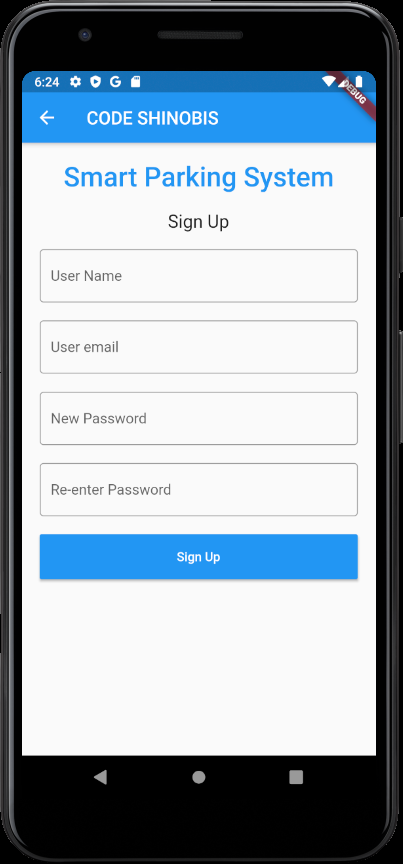 6:24
DEBUG
CODE SHINOBIS
Smart Parking System
Sign Up
User Name
User email
New Password
Re-enter Password
Sign Up